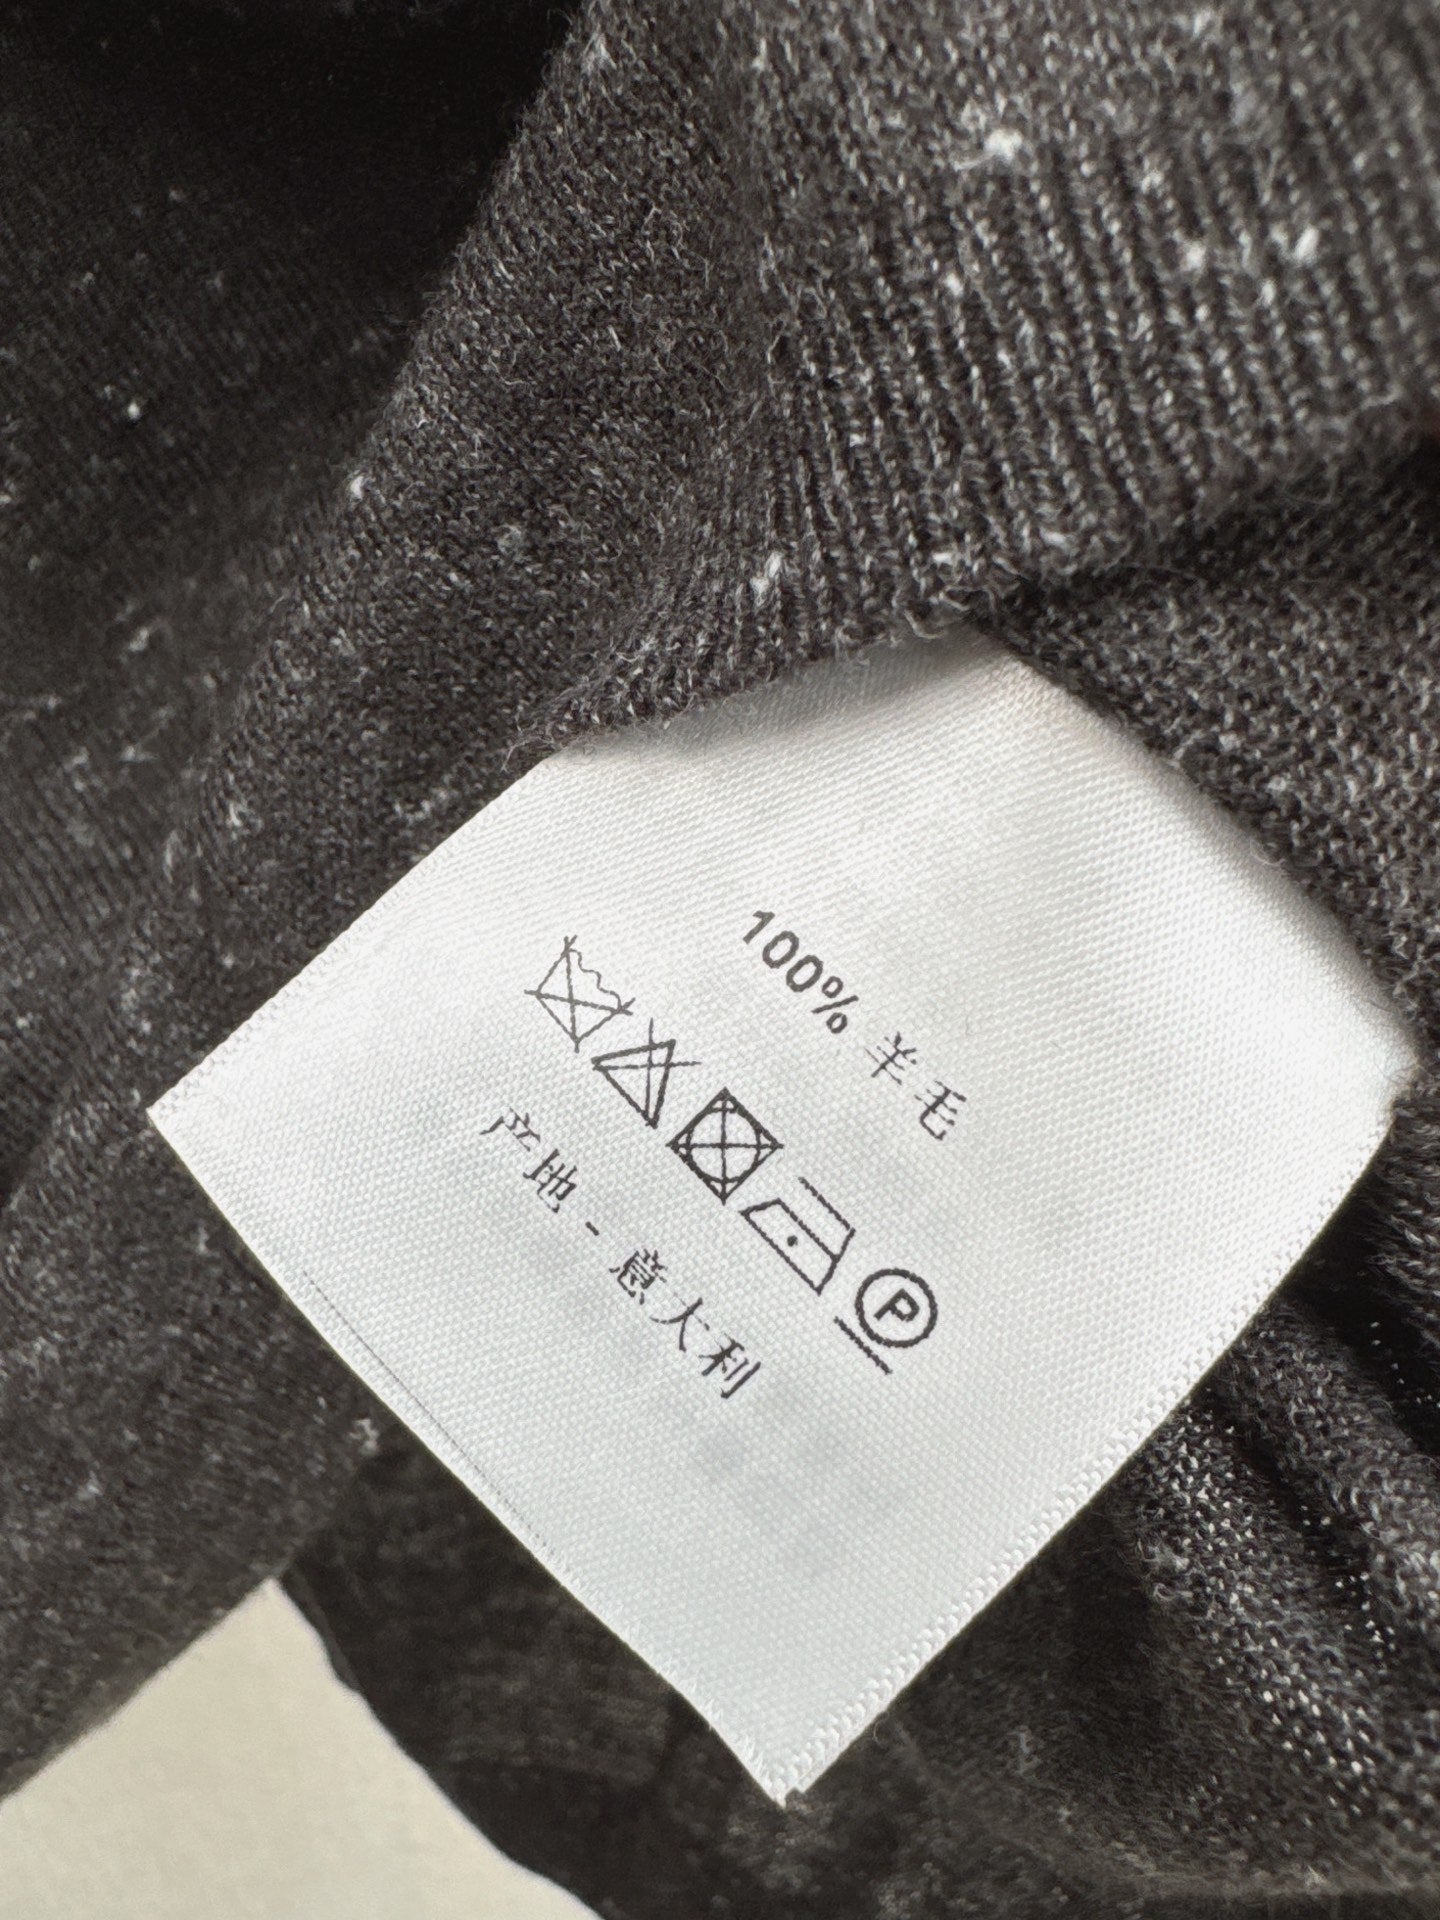 100% 羊毛
P
产地 - 意大利